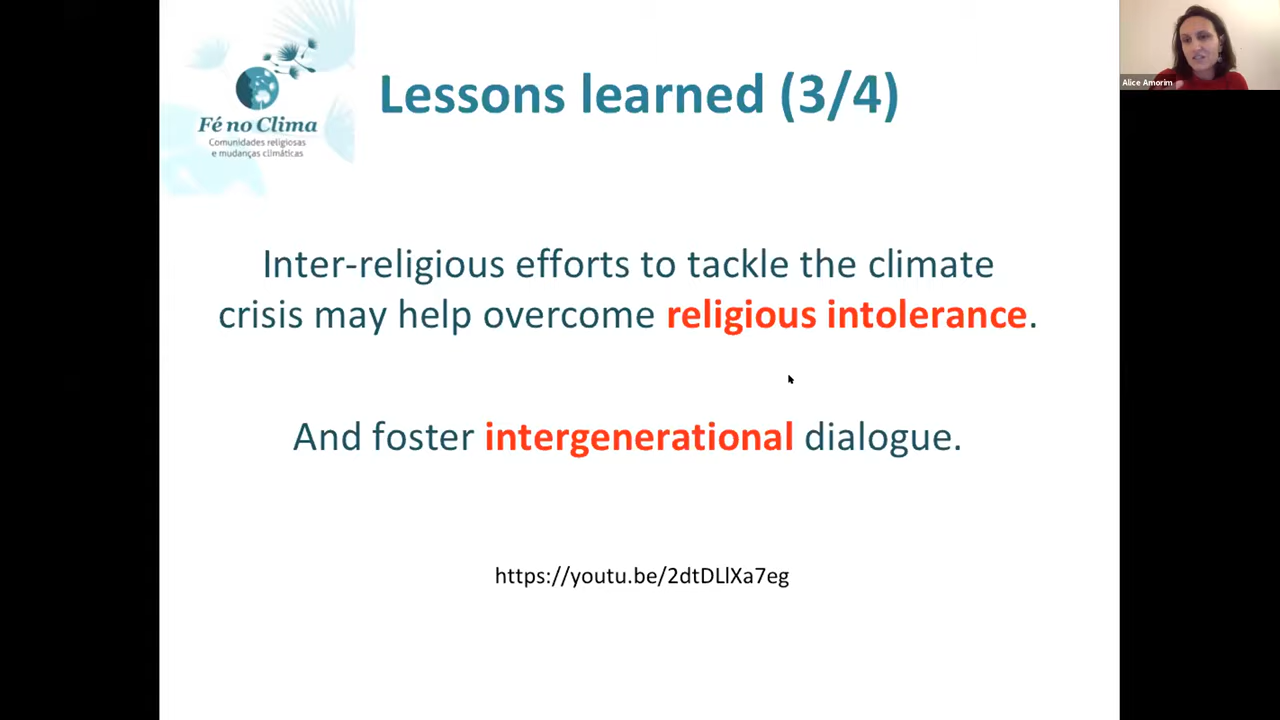 Fé no Clima
Comunidades religiosas
e mudanças climáticas
Lessons learned (3/4)
Alice Amorim
Inter-religious efforts to tackle the climate
crisis may help overcome religious intolerance.
And foster intergenerational dialogue.
https://youtu.be/2dtDLlXa7eg